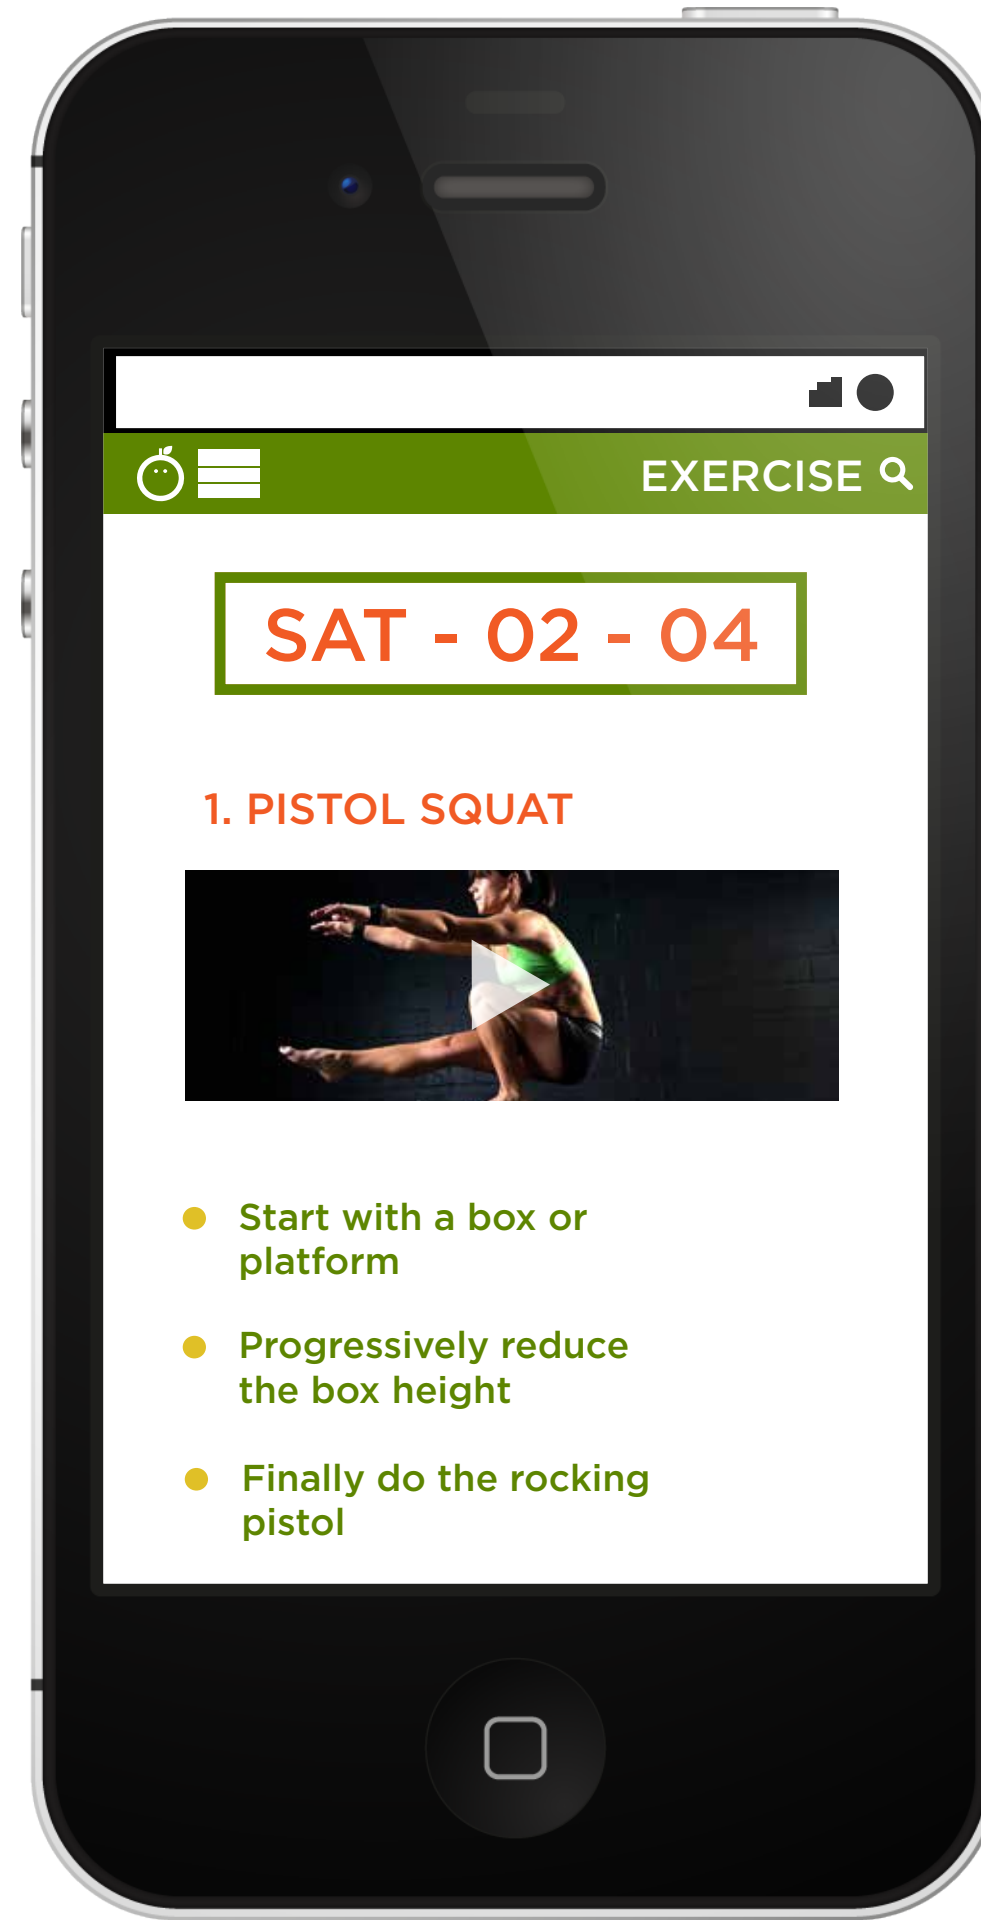 EXERCISE
SAT - 02 - 04
1. PISTOL SQUAT
Start with a box or
platform
Progressively reduce
the box height
Finally do the rocking
pistol